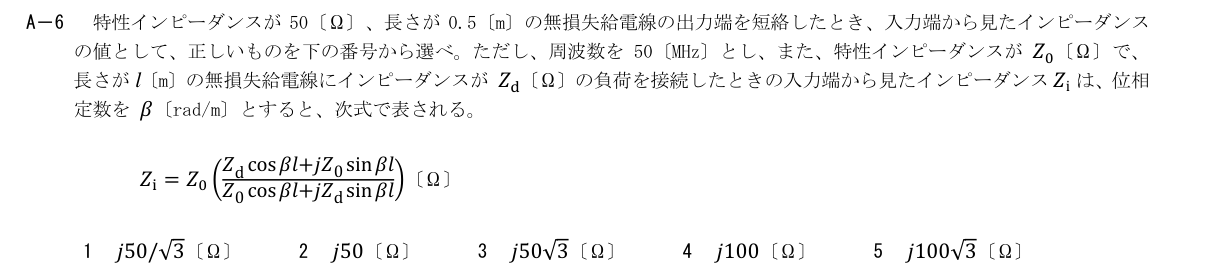 A－6　特性インピーダンスが 50〔Ω〕、長さが 0.5〔m〕の無損失給電線の出力端を短絡したとき、入力端から見たインピーダンス
の値として、正しいものを下の番号から選べ。ただし、周波数を 50〔MHz〕とし、また、特性インピーダンスが Z₀〔Ω〕で、
長さが l〔m〕の無損失給電線にインピーダンスが Z_d〔Ω〕の負荷を接続したときの入力端から見たインピーダンス Z_i は、位相
定数を β〔rad/m〕とすると、次式で表される。
Z_i = Z₀ ((Z_d cos βl+jZ₀ sin βl)/(Z₀ cos βl+jZ_d sin βl))〔Ω〕
1　j50/√3〔Ω〕　2　j50〔Ω〕　3　j50√3〔Ω〕　4　j100〔Ω〕　5　j100√3〔Ω〕